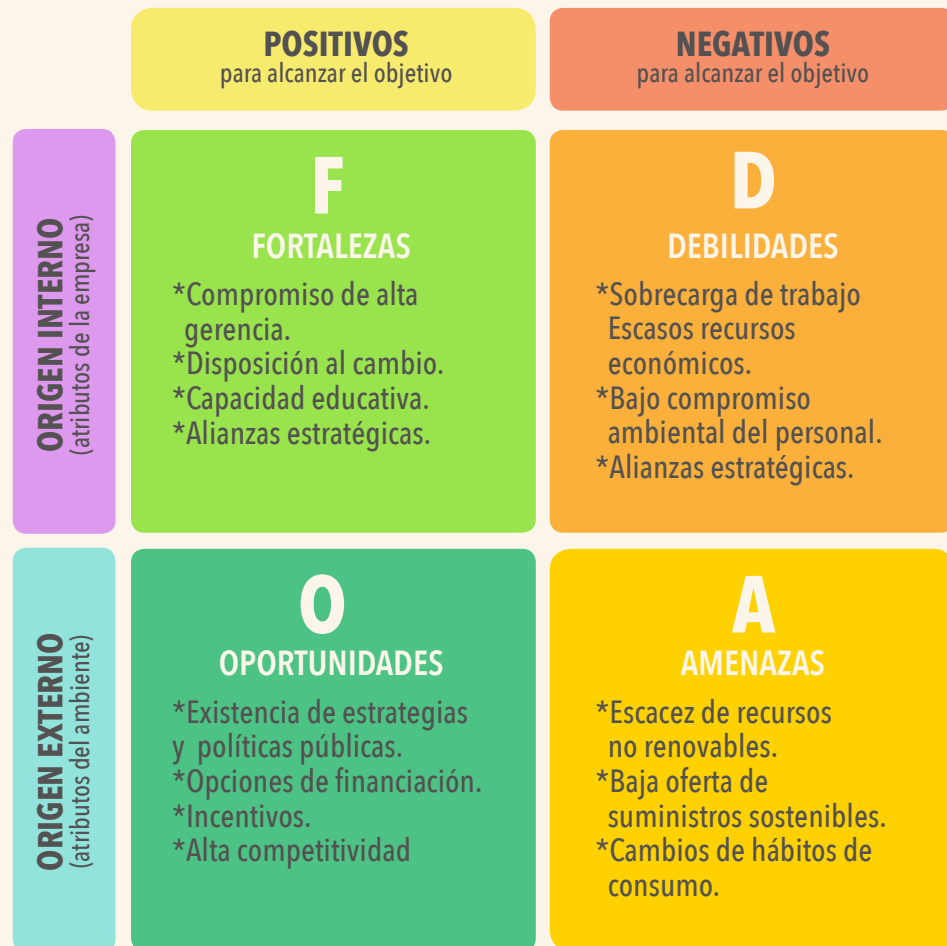 POSITIVOS
para alcanzar el objetivo
NEGATIVOS
para alcanzar el objetivo
ORIGEN INTERNO
(atributos de la empresa)
F
FORTALEZAS
*Compromiso de alta
gerencia.
*Disposición al cambio.
*Capacidad educativa.
*Alianzas estratégicas.
D
DEBILIDADES
*Sobrecarga de trabajo
Escasos recursos
económicos.
*Bajo compromiso
ambiental del personal.
*Alianzas estratégicas.
ORIGEN EXTERNO
(atributos del ambiente)
O
OPORTUNIDADES
*Existencia de estrategias
y políticas públicas.
*Opciones de financiación.
*Incentivos.
*Alta competitividad
A
AMENAZAS
*Escacez de recursos
no renovables.
*Baja oferta de
suministros sostenibles.
*Cambios de hábitos de
consumo.